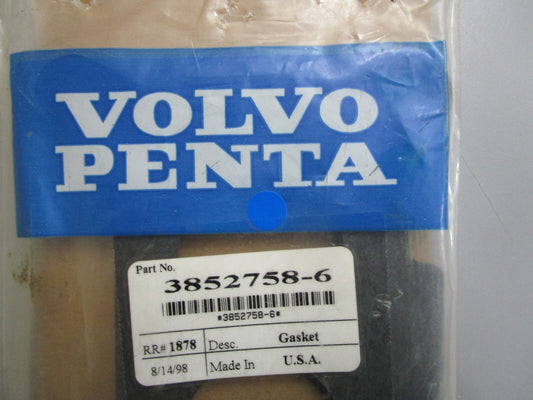 VOLVO
PENTA
Part No.
3852758-6
*3852758-6*
RR# 1878 Desc. Gasket
8/14/98 Made In U.S.A.